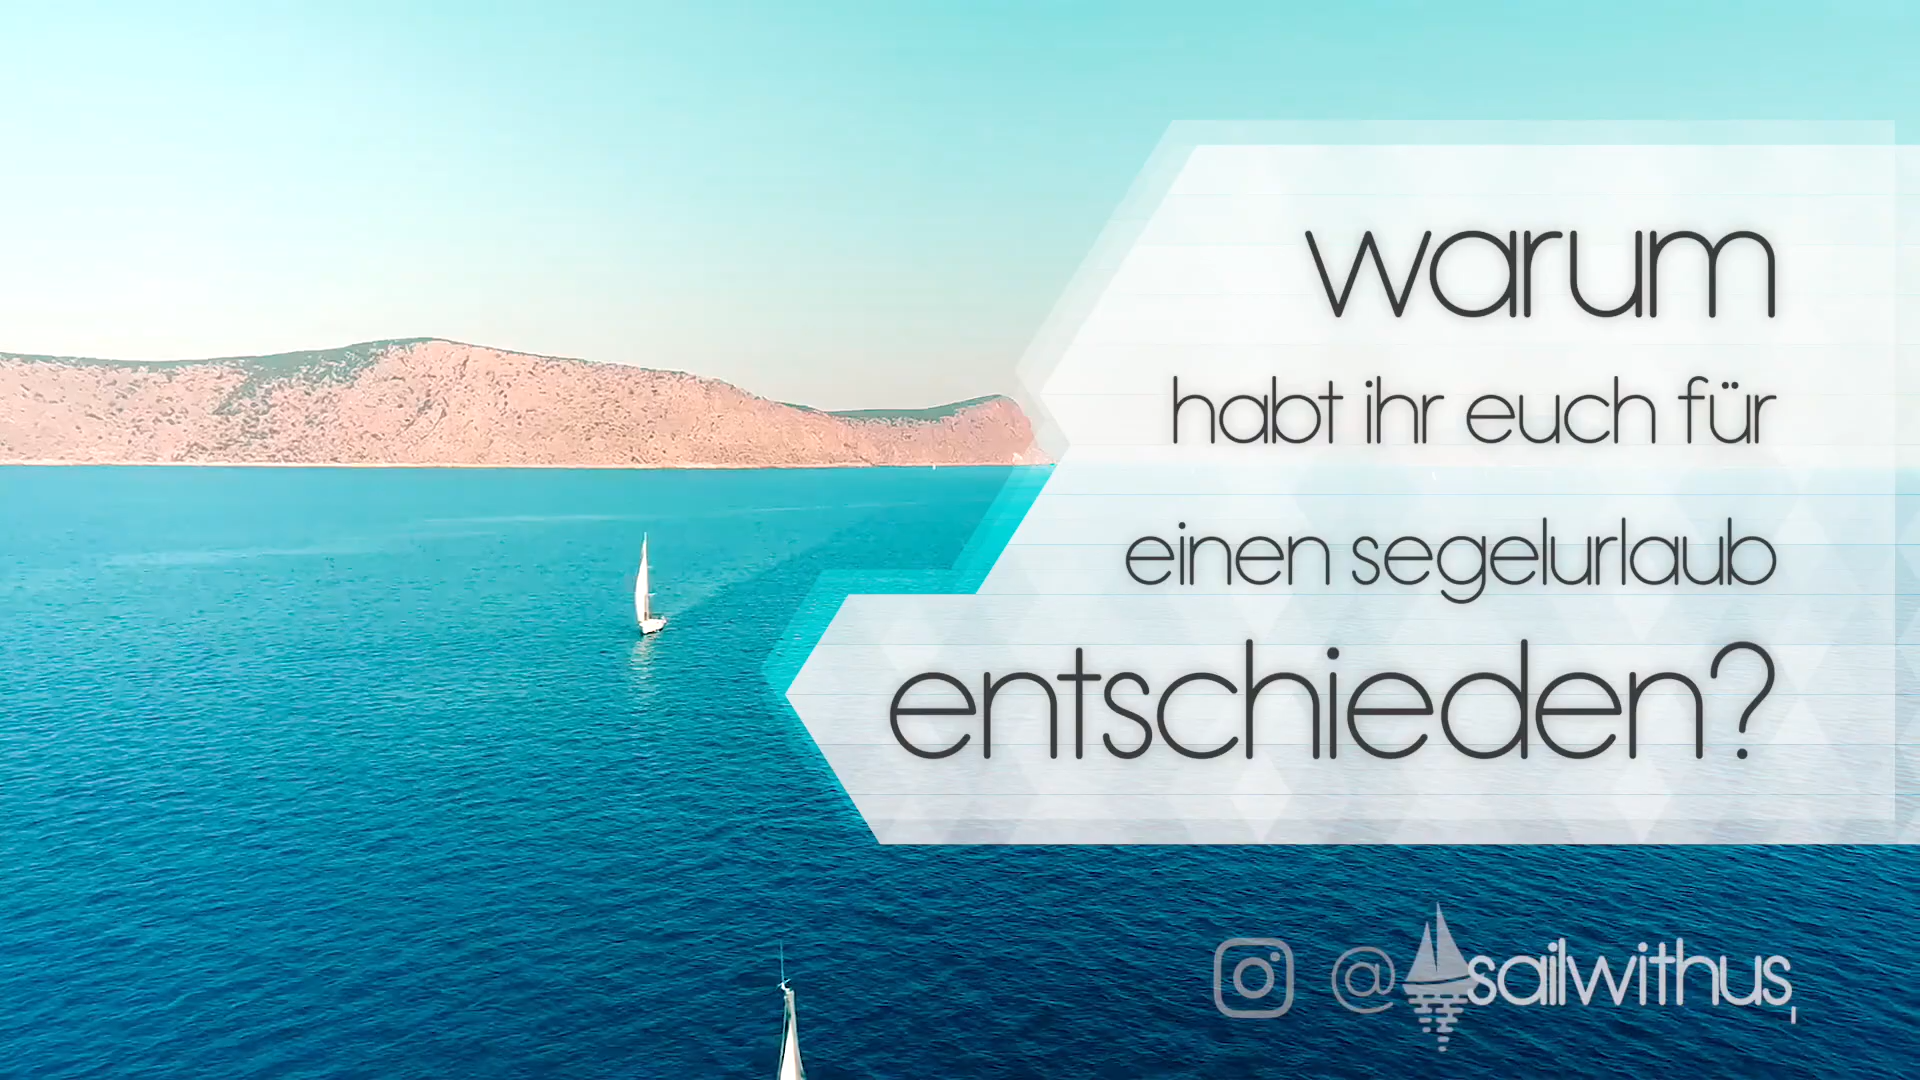 warum
habt ihr euch für
einen segelurlaub
entschieden?
@sailwithus